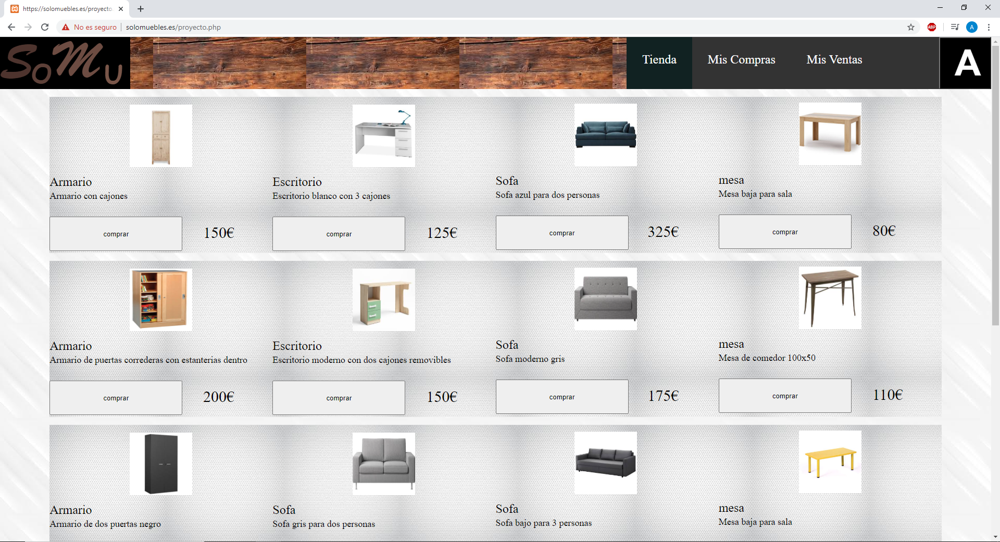 https://solomuebles.es/proyecto.
No es seguro
solomuebles.es/proyecto.php
ABP
A
SoMu
Tienda
Mis Compras
Mis Ventas
A
Armario
Armario con cajones
comprar
150€
Escritorio
Escritorio blanco con 3 cajones
comprar
125€
Sofa
Sofa azul para dos personas
comprar
325€
mesa
Mesa baja para sala
comprar
80€
Armario
Armario de puertas correderas con estanterias dentro
comprar
200€
Escritorio
Escritorio moderno con dos cajones removibles
comprar
150€
Sofa
Sofa moderno gris
comprar
175€
mesa
Mesa de comedor 100x50
comprar
110€
Armario
Armario de dos puertas negro
Sofa
Sofa gris para dos personas
Sofa
Sofa bajo para 3 personas
mesa
Mesa baja para sala